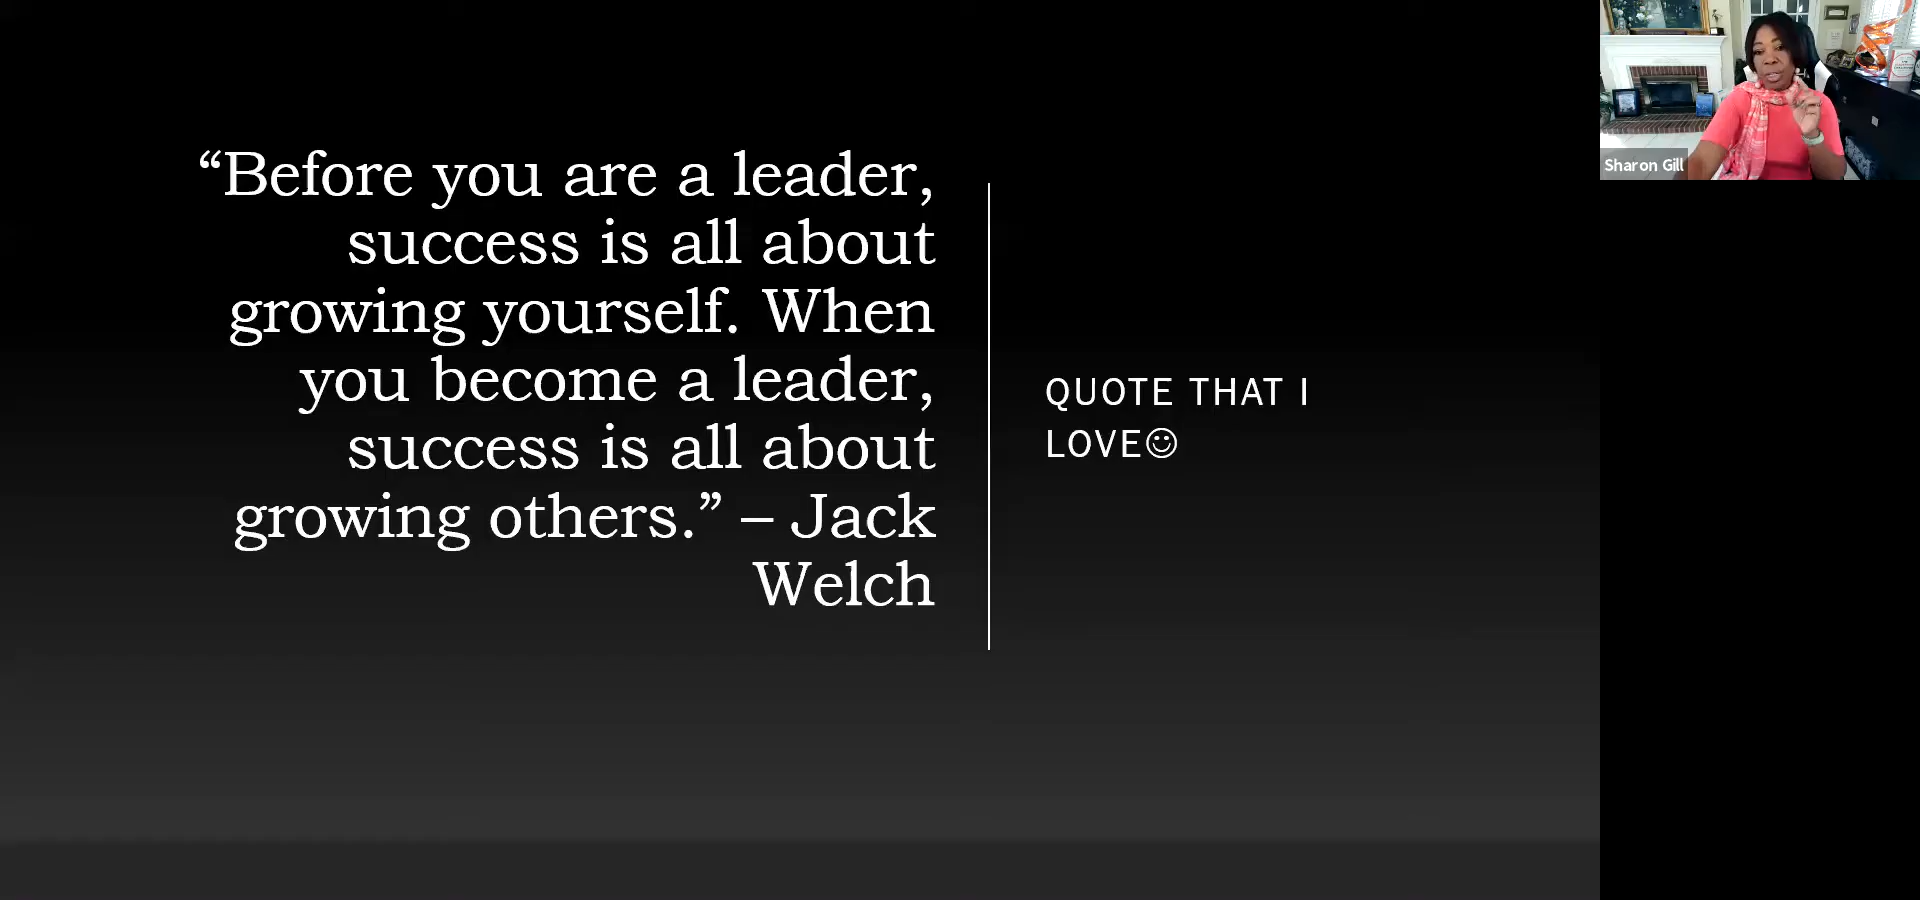 “Before you are a leader,
success is all about
growing yourself. When
you become a leader,
success is all about
growing others.” – Jack
Welch
QUOTE THAT I
LOVE☺
Sharon Gill